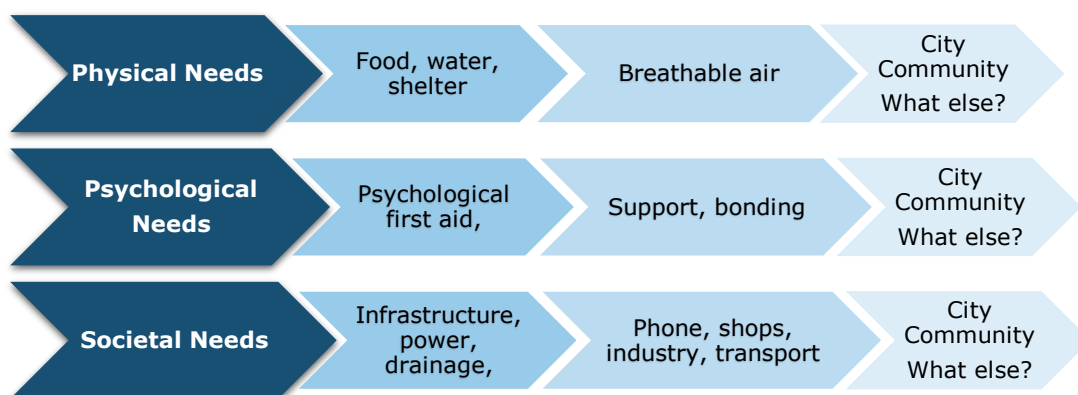 Physical Needs
Food, water,
shelter
Breathable air
City
Community
What else?
Psychological
Needs
Psychological
first aid,
Support, bonding
City
Community
What else?
Societal Needs
Infrastructure,
power,
drainage,
Phone, shops,
industry, transport
City
Community
What else?